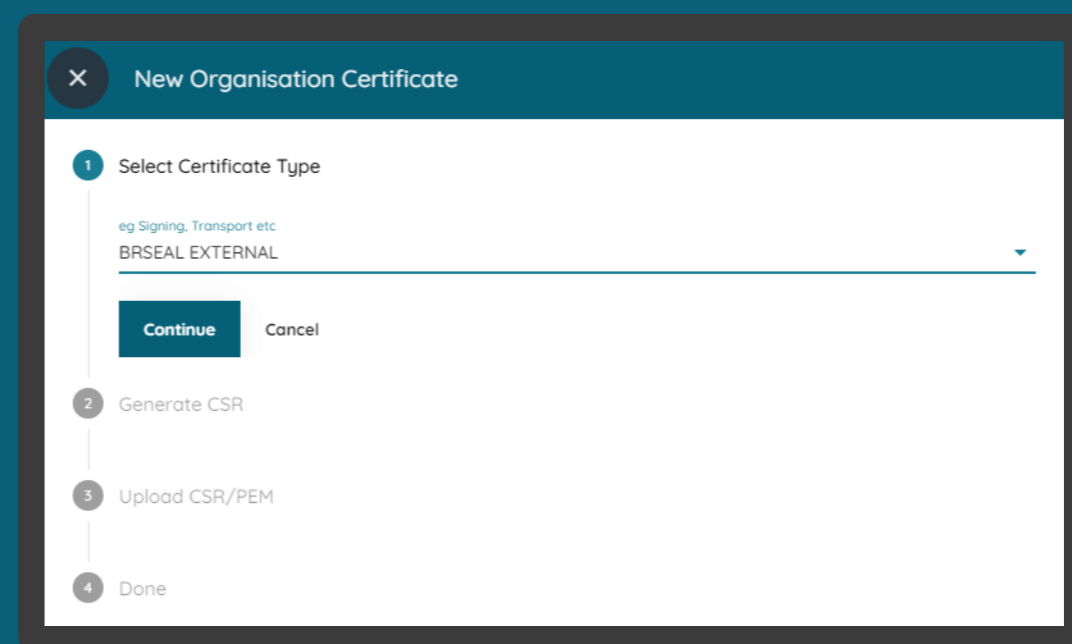 New Organisation Certificate
1 Select Certificate Type
eg Signing, Transport etc
BRSEAL EXTERNAL
Continue Cancel
2 Generate CSR
3 Upload CSR/PEM
4 Done